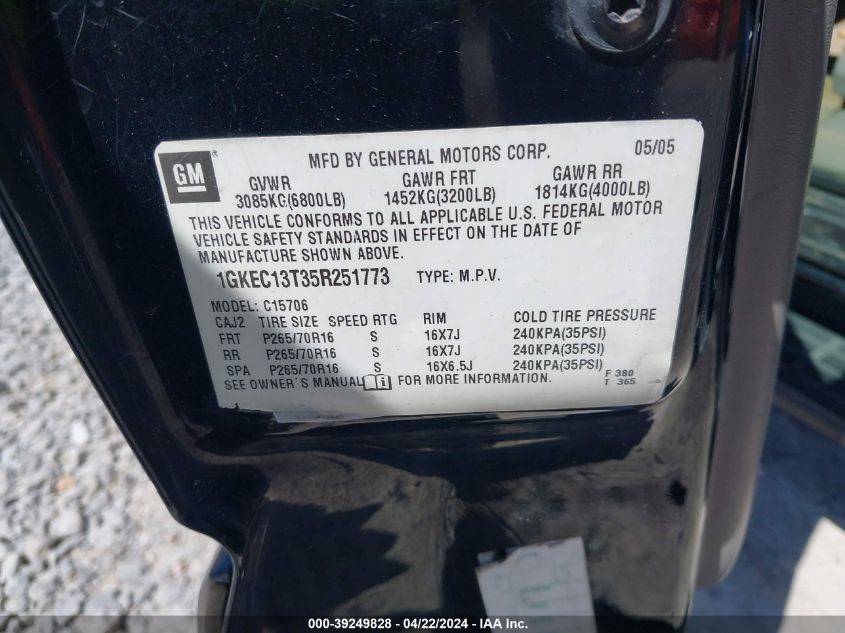 GM
MFD BY GENERAL MOTORS CORP. 05/05
GVWR GAWR FRT GAWR RR
3085KG(6800LB) 1452KG(3200LB) 1814KG(4000LB)
THIS VEHICLE CONFORMS TO ALL APPLICABLE U.S. FEDERAL MOTOR
VEHICLE SAFETY STANDARDS IN EFFECT ON THE DATE OF
MANUFACTURE SHOWN ABOVE.
1GKEC13T35R251773 TYPE: M.P.V.
MODEL: C15706
CAJ2 TIRE SIZE SPEED RTG RIM COLD TIRE PRESSURE
FRT P265/70R16 S 16X7J 240KPA(35PSI)
RR P265/70R16 S 16X7J 240KPA(35PSI)
SPA P265/70R16 S 16X6.5J 240KPA(35PSI)
SEE OWNER'S MANUAL FOR MORE INFORMATION. F 380
T 365
000-39249828 - 04/22/2024 - IAA Inc.